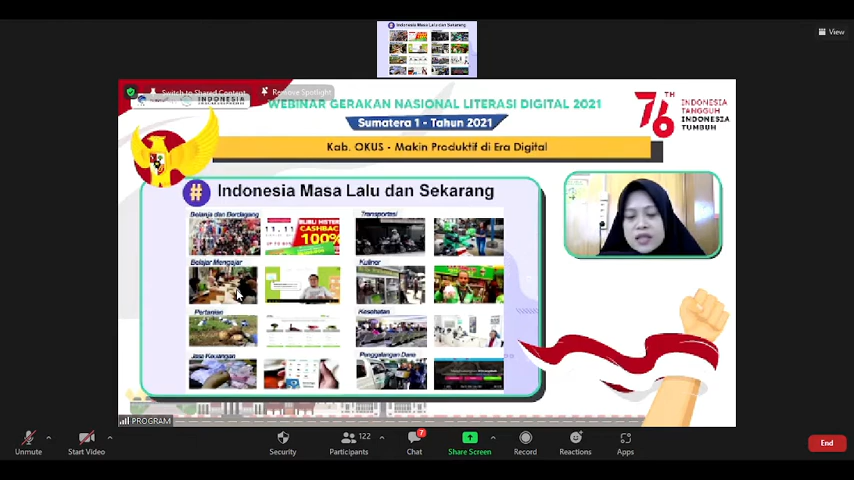 # Indonesia Masa Lalu dan Sekarang
View
Switch to Shared Content
Remove Spotlight
INDONESIA
WEBINAR GERAKAN NASIONAL LITERASI DIGITAL 2021
76TH
INDONESIA
TANGGUH
INDONESIA
TUMBUH
Sumatera 1 - Tahun 2021
Kab. OKUS - Makin Produktif di Era Digital
# Indonesia Masa Lalu dan Sekarang
Belanja dan Berdagang
Transportasi
11.11
CASHBACK
100%
Belajar Mengajar
Kuliner
Pertanian
Kesehatan
Jasa Keuangan
Penggalangan Dana
PROGRAM
Unmute
Start Video
Security
Participants
122
Chat
7
Share Screen
Record
Reactions
Apps
End